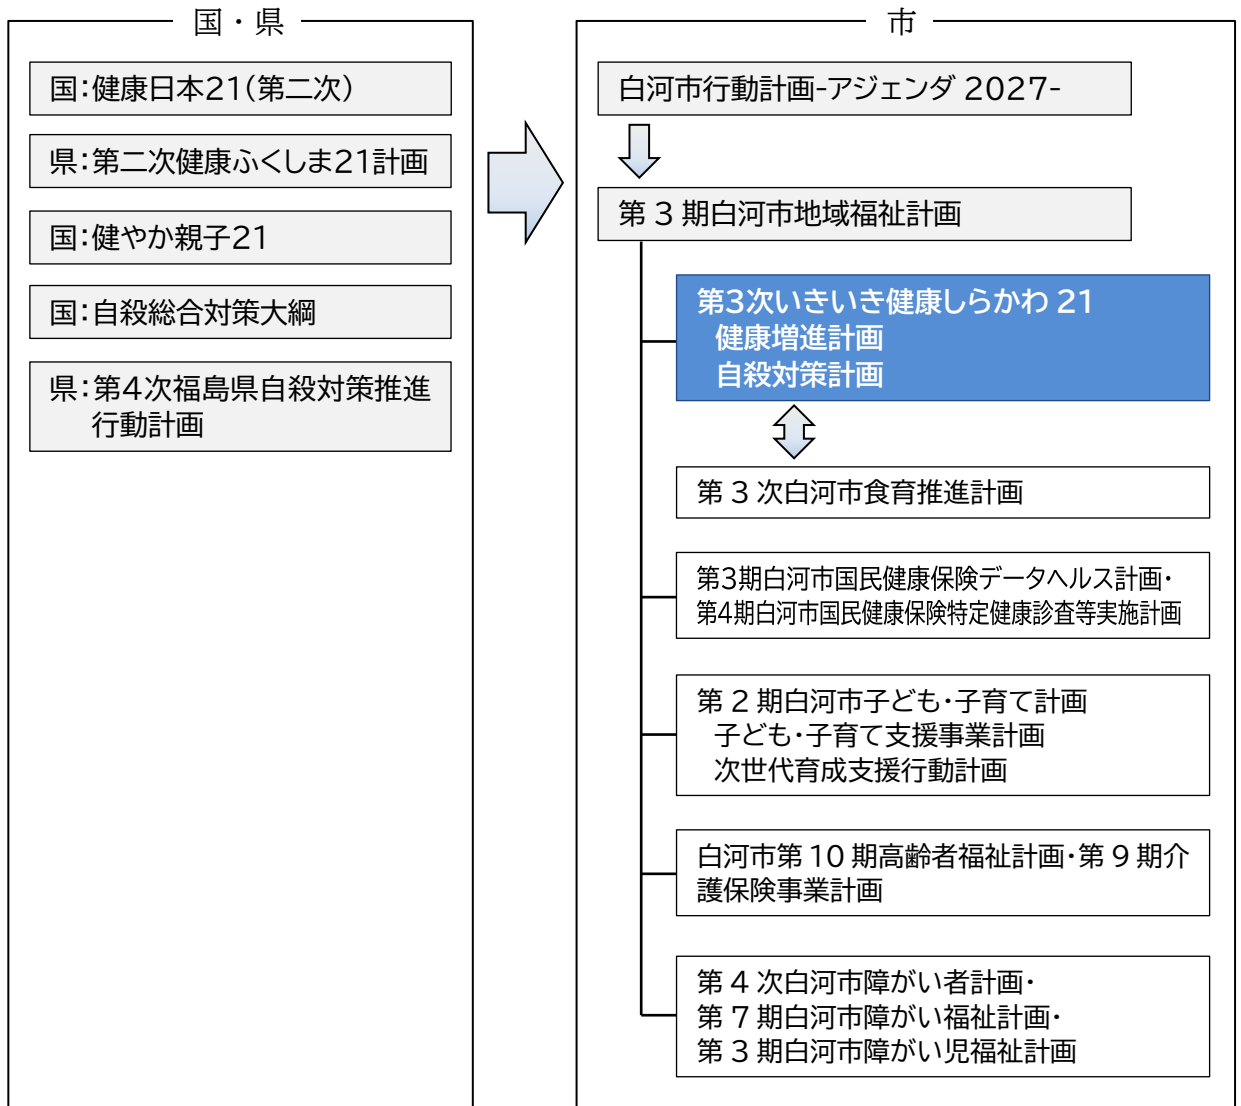 国・県
国：健康日本21（第二次）
県：第二次健康ふくしま21計画
国：健やか親子21
国：自殺総合対策大綱
県：第4次福島県自殺対策推進
行動計画
市
白河市行動計画-アジェンダ 2027-
第 3 期白河市地域福祉計画
第3次いきいき健康しらかわ 21
健康増進計画
自殺対策計画
第 3 次白河市食育推進計画
第3期白河市国民健康保険データヘルス計画・
第4期白河市国民健康保険特定健康診査等実施計画
第 2 期白河市子ども・子育て計画
子ども・子育て支援事業計画
次世代育成支援行動計画
白河市第 10 期高齢者福祉計画・第 9 期介
護保険事業計画
第 4 次白河市障がい者計画・
第 7 期白河市障がい福祉計画・
第 3 期白河市障がい児福祉計画